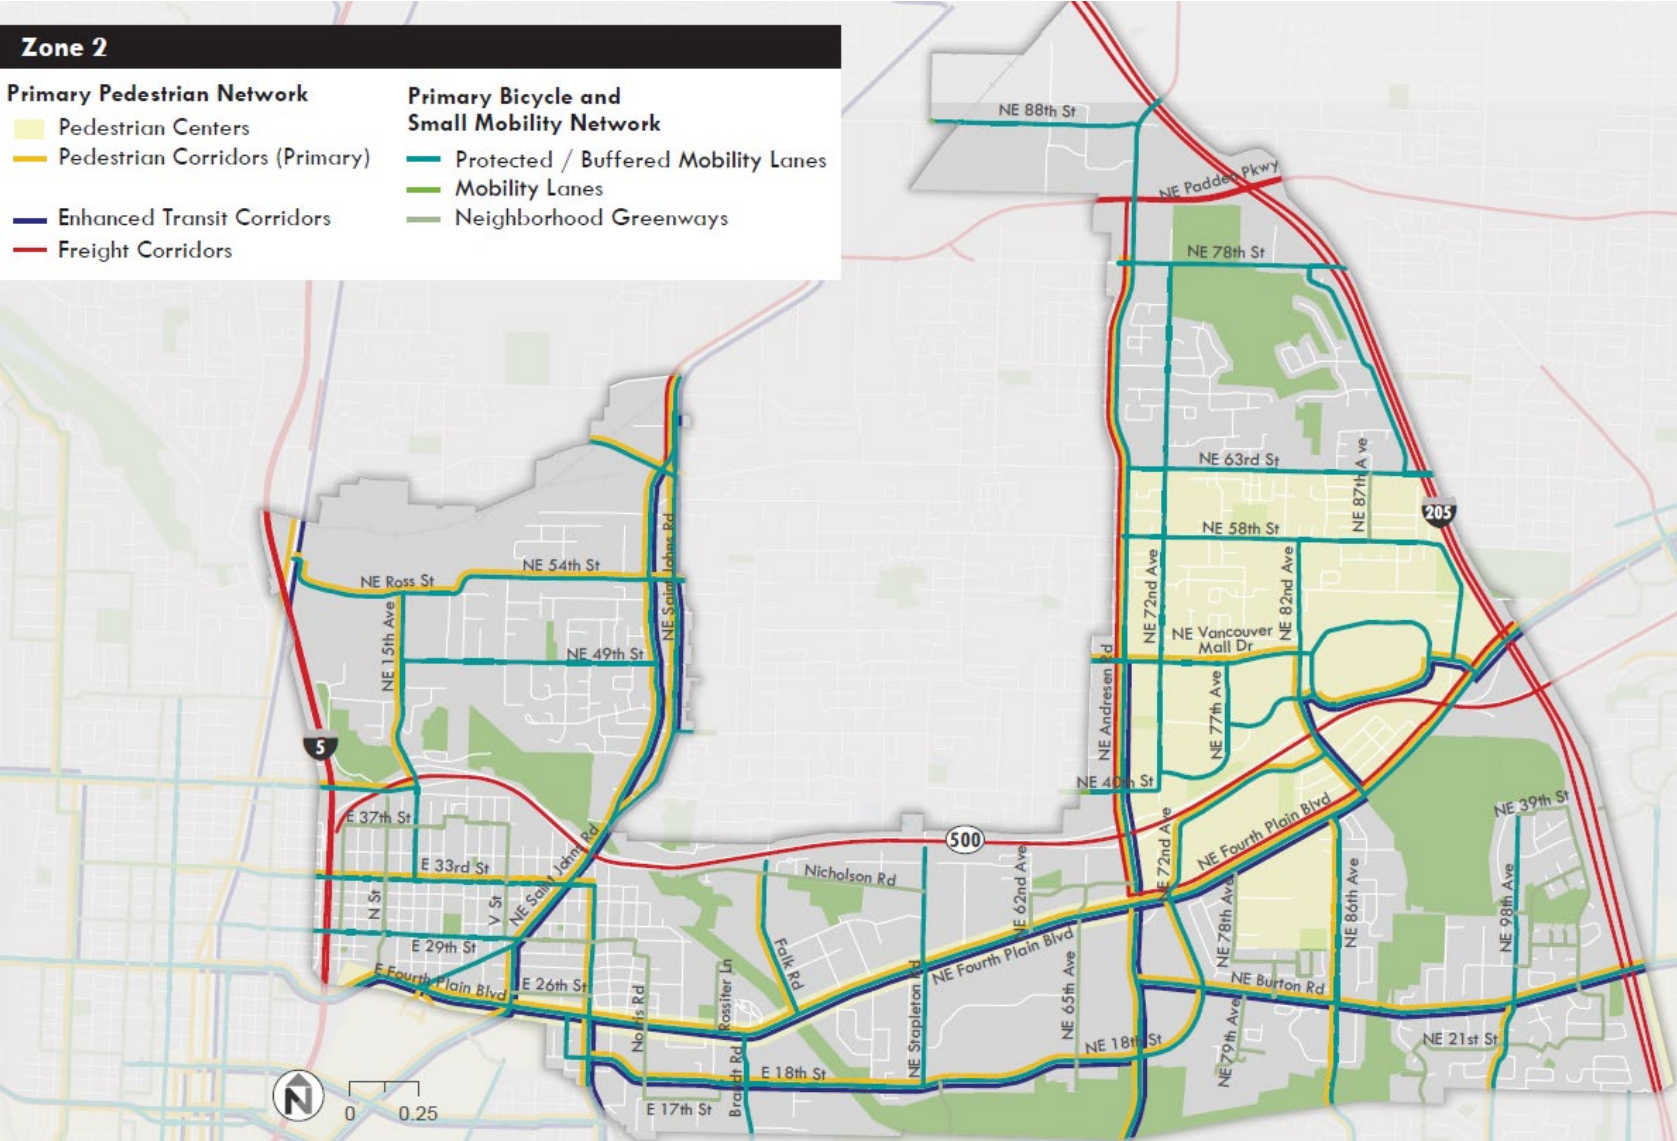 Zone 2
Primary Pedestrian Network
Pedestrian Centers
Pedestrian Corridors (Primary)
Enhanced Transit Corridors
Freight Corridors
Primary Bicycle and
Small Mobility Network
Protected / Buffered Mobility Lanes
Mobility Lanes
Neighborhood Greenways
NE 88th St
NE Padden Pkwy
NE 78th St
NE 63rd St
NE 87th Ave
205
NE 58th St
NE 72nd Ave
NE 82nd Ave
NE Vancouver
Mall Dr
NE Andresen Rd
NE 77th Ave
NE 40th St
NE Saint Johns Rd
NE 54th St
NE Ross St
NE 15th Ave
NE 49th St
5
E 37th St
E 33rd St
N St
V St
NE Saint Johns Rd
E 29th St
E Fourth Plain Blvd
E 26th St
500
Nicholson Rd
NE 62nd Ave
NE 72nd Ave
NE Fourth Plain Blvd
NE 39th St
NE 78th Ave
NE 86th Ave
NE 98th Ave
Falk Rd
NE Fourth Plain Blvd
Norris Rd
Rossiter Ln
NE Stapleton Rd
NE 65th Ave
NE Burton Rd
NE 18th St
NE 79th Ave
NE 21st St
E 18th St
Brandt Rd
E 17th St
N
0 0.25